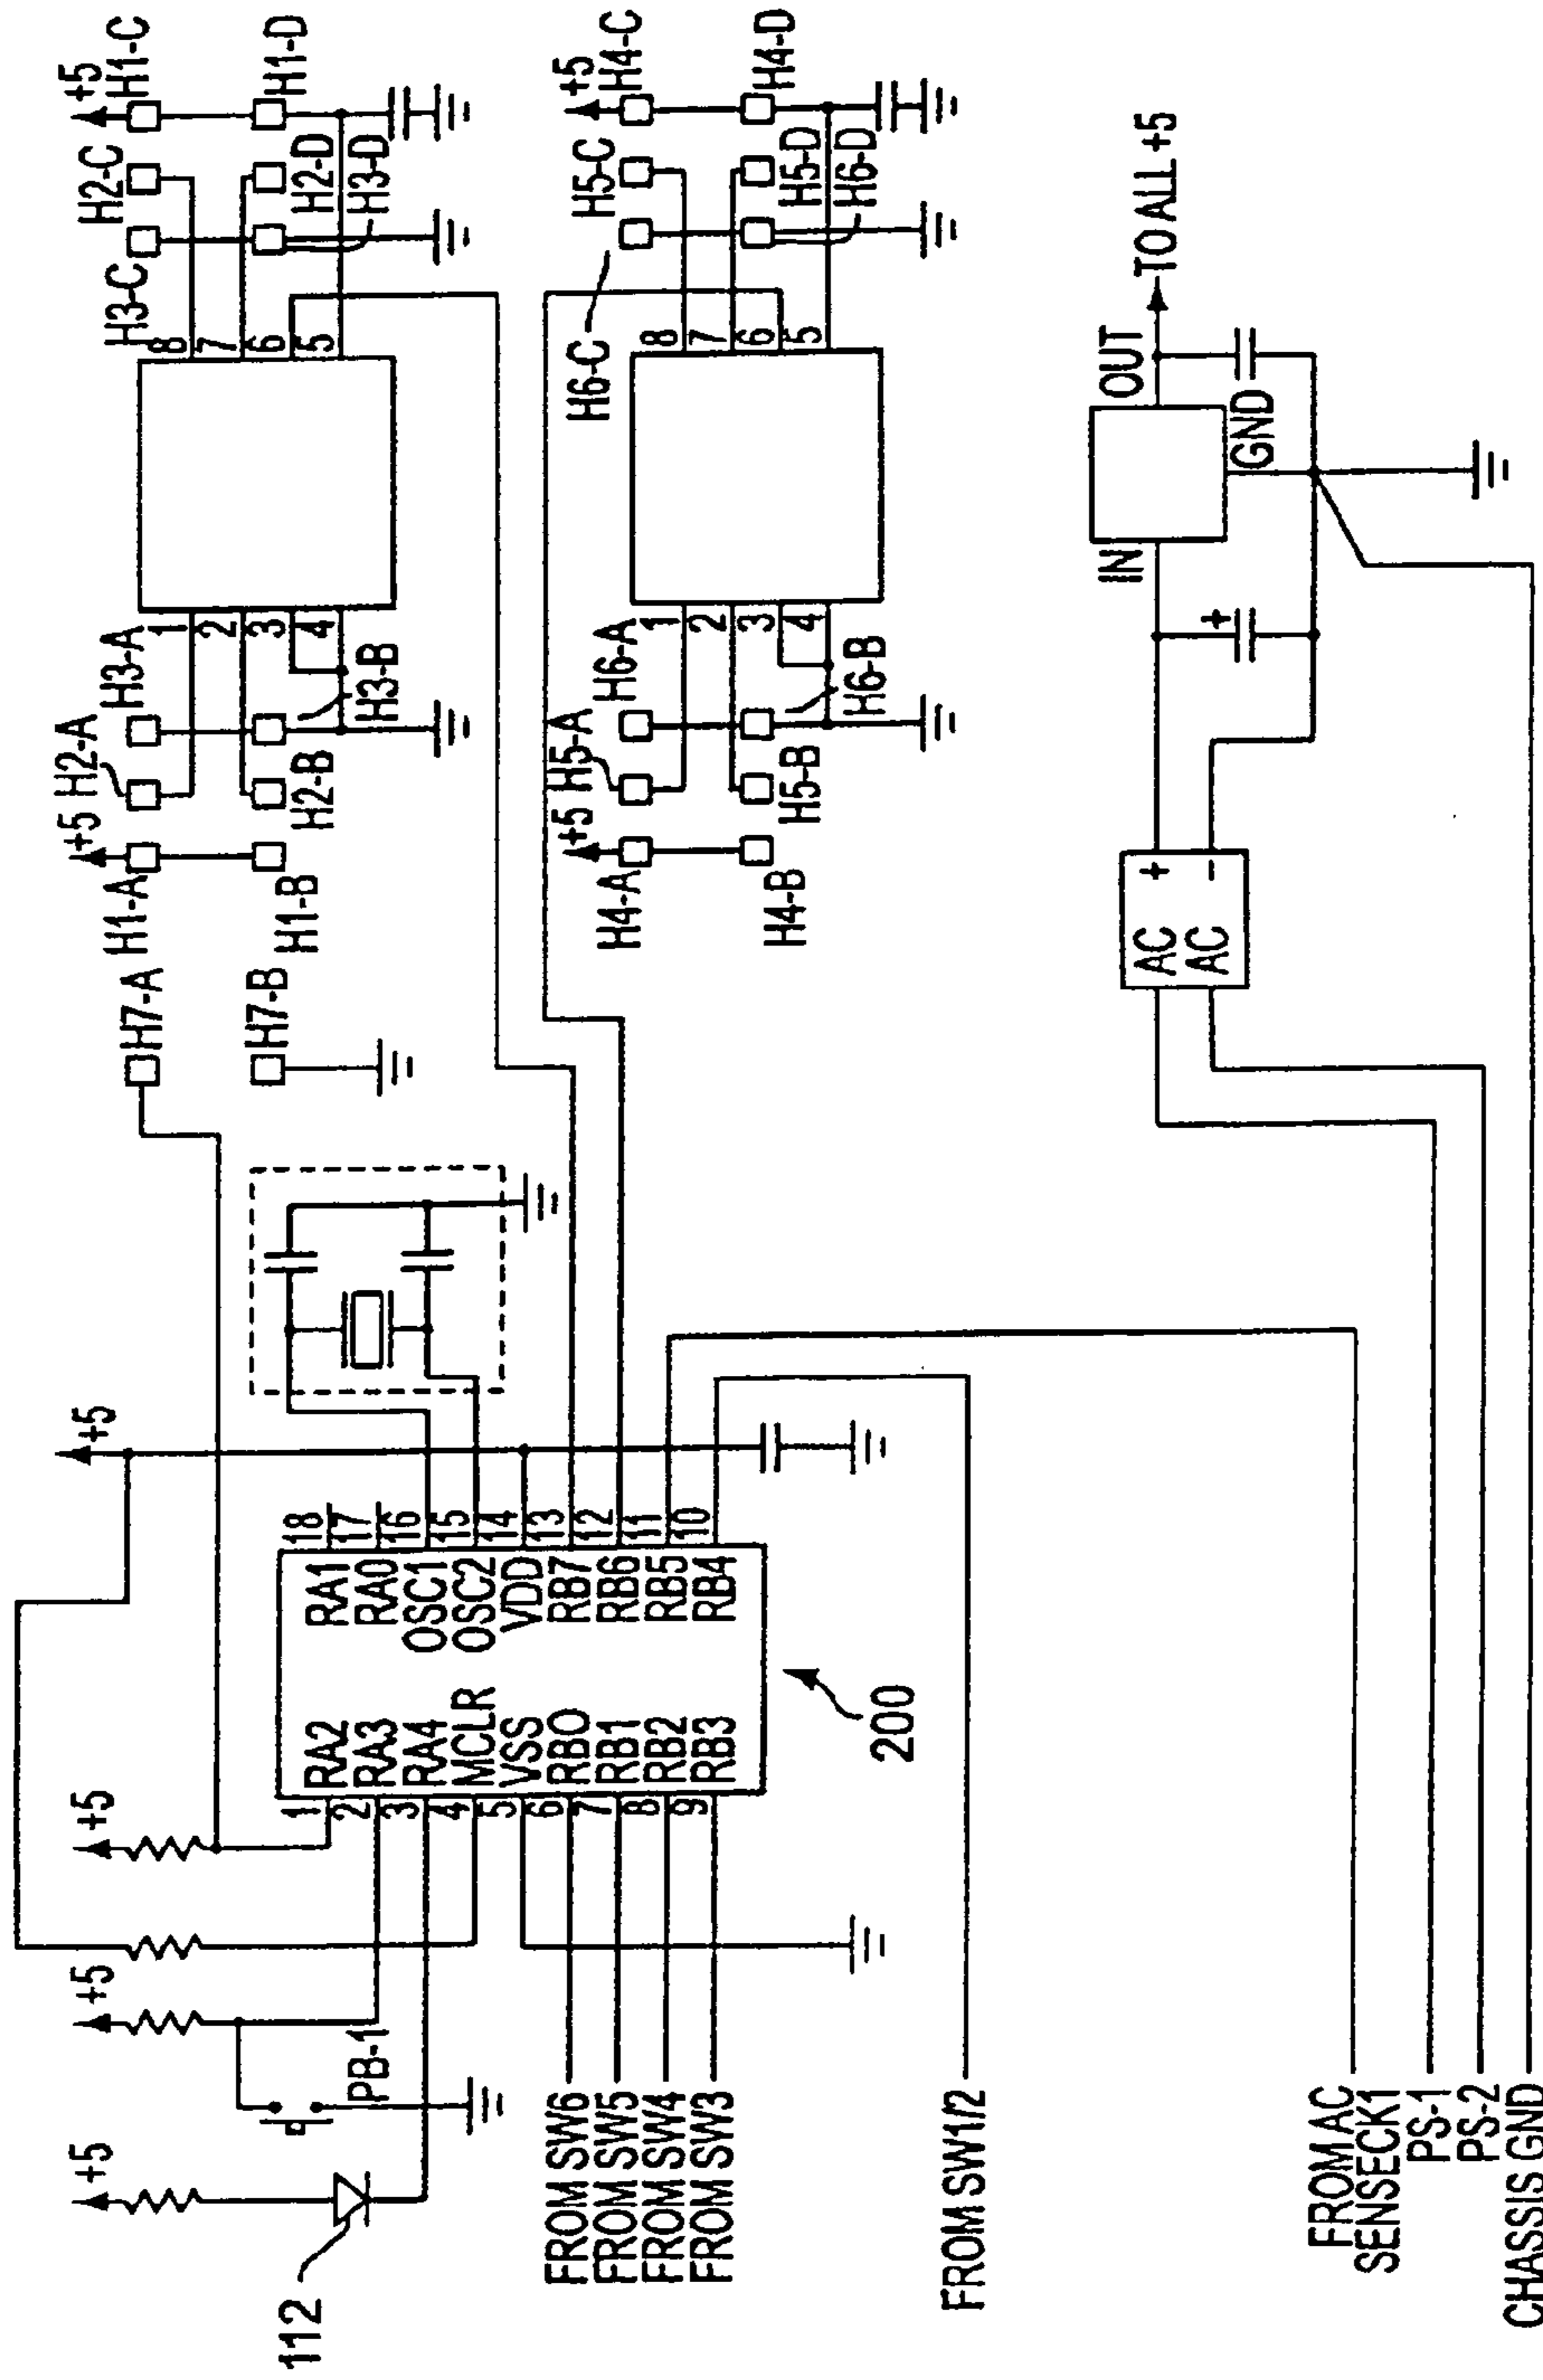 +5
+5
+5
+5
112
PB-1
1 RA2
2 RA3
3 RA4
4 MCLR
5 VSS
6 RBO
7 RB1
8 RB2
9 RB3
RA1 18
RA0 17
OSC1 16
OSC2 15
VDD 14
RB7 13
RB6 12
RB5 11
RB4 10
200
FROM SW6
FROM SW5
FROM SW4
FROM SW3
FROM SW1/2
FROM AC
SENSECK1
PS-1
PS-2
CHASSIS GND
H7-A
H7-B
+5
H1-A
H2-A
H3-A
H1-B
H2-B
H3-B
1
2
3
4
8
7
6
5
H3-C
H2-C
+5
H1-C
H1-D
H2-D
H3-D
+5
H4-A
H5-A
H6-A
H4-B
H5-B
H6-B
1
2
3
4
8
7
6
5
H6-C
H5-C
+5
H4-C
H4-D
H5-D
H6-D
AC +
AC -
+
IN
OUT
GND
TO ALL +5